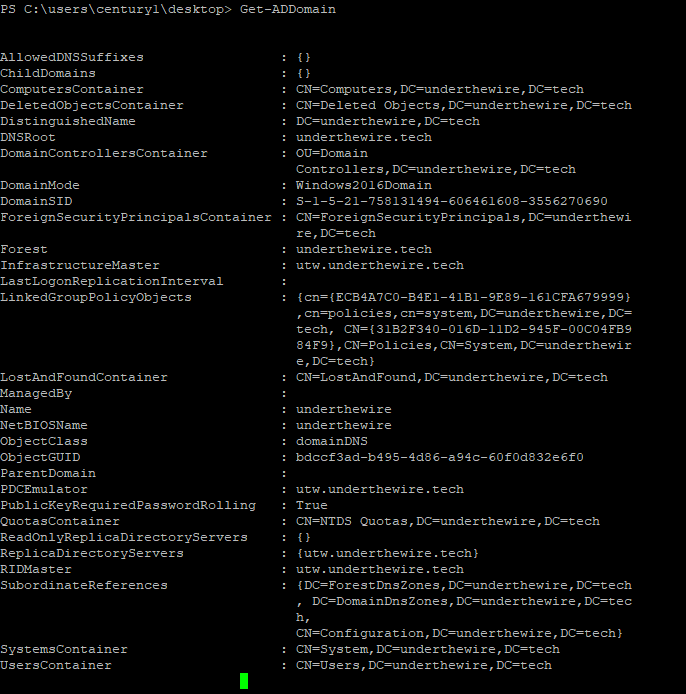 PS C:\users\century1\desktop> Get-ADDomain
AllowedDNSSuffixes                 : {}
ChildDomains                       : {}
ComputersContainer                 : CN=Computers,DC=underthewire,DC=tech
DeletedObjectsContainer            : CN=Deleted Objects,DC=underthewire,DC=tech
DistinguishedName                  : DC=underthewire,DC=tech
DNSRoot                            : underthewire.tech
DomainControllersContainer         : OU=Domain
                                     Controllers,DC=underthewire,DC=tech
DomainMode                         : Windows2016Domain
DomainSID                          : S-1-5-21-758131494-606461608-3556270690
ForeignSecurityPrincipalsContainer : CN=ForeignSecurityPrincipals,DC=underthewi
                                     re,DC=tech
Forest                             : underthewire.tech
InfrastructureMaster               : utw.underthewire.tech
LastLogonReplicationInterval       :
LinkedGroupPolicyObjects           : {cn={ECB4A7C0-B4E1-41B1-9E89-161CFA679999}
                                     ,cn=policies,cn=system,DC=underthewire,DC=
                                     tech, CN={31B2F340-016D-11D2-945F-00C04FB9
                                     84F9},CN=Policies,CN=System,DC=underthewir
                                     e,DC=tech}
LostAndFoundContainer              : CN=LostAndFound,DC=underthewire,DC=tech
ManagedBy                          :
Name                               : underthewire
NetBIOSName                        : underthewire
ObjectClass                        : domainDNS
ObjectGUID                         : bdccf3ad-b495-4d86-a94c-60f0d832e6f0
ParentDomain                       :
PDCEmulator                        : utw.underthewire.tech
PublicKeyRequiredPasswordRolling   : True
QuotasContainer                    : CN=NTDS Quotas,DC=underthewire,DC=tech
ReadOnlyReplicaDirectoryServers    : {}
ReplicaDirectoryServers            : {utw.underthewire.tech}
RIDMaster                          : utw.underthewire.tech
SubordinateReferences              : {DC=ForestDnsZones,DC=underthewire,DC=tech
                                     , DC=DomainDnsZones,DC=underthewire,DC=tec
                                     h,
                                     CN=Configuration,DC=underthewire,DC=tech}
SystemsContainer                   : CN=System,DC=underthewire,DC=tech
UsersContainer                     : CN=Users,DC=underthewire,DC=tech